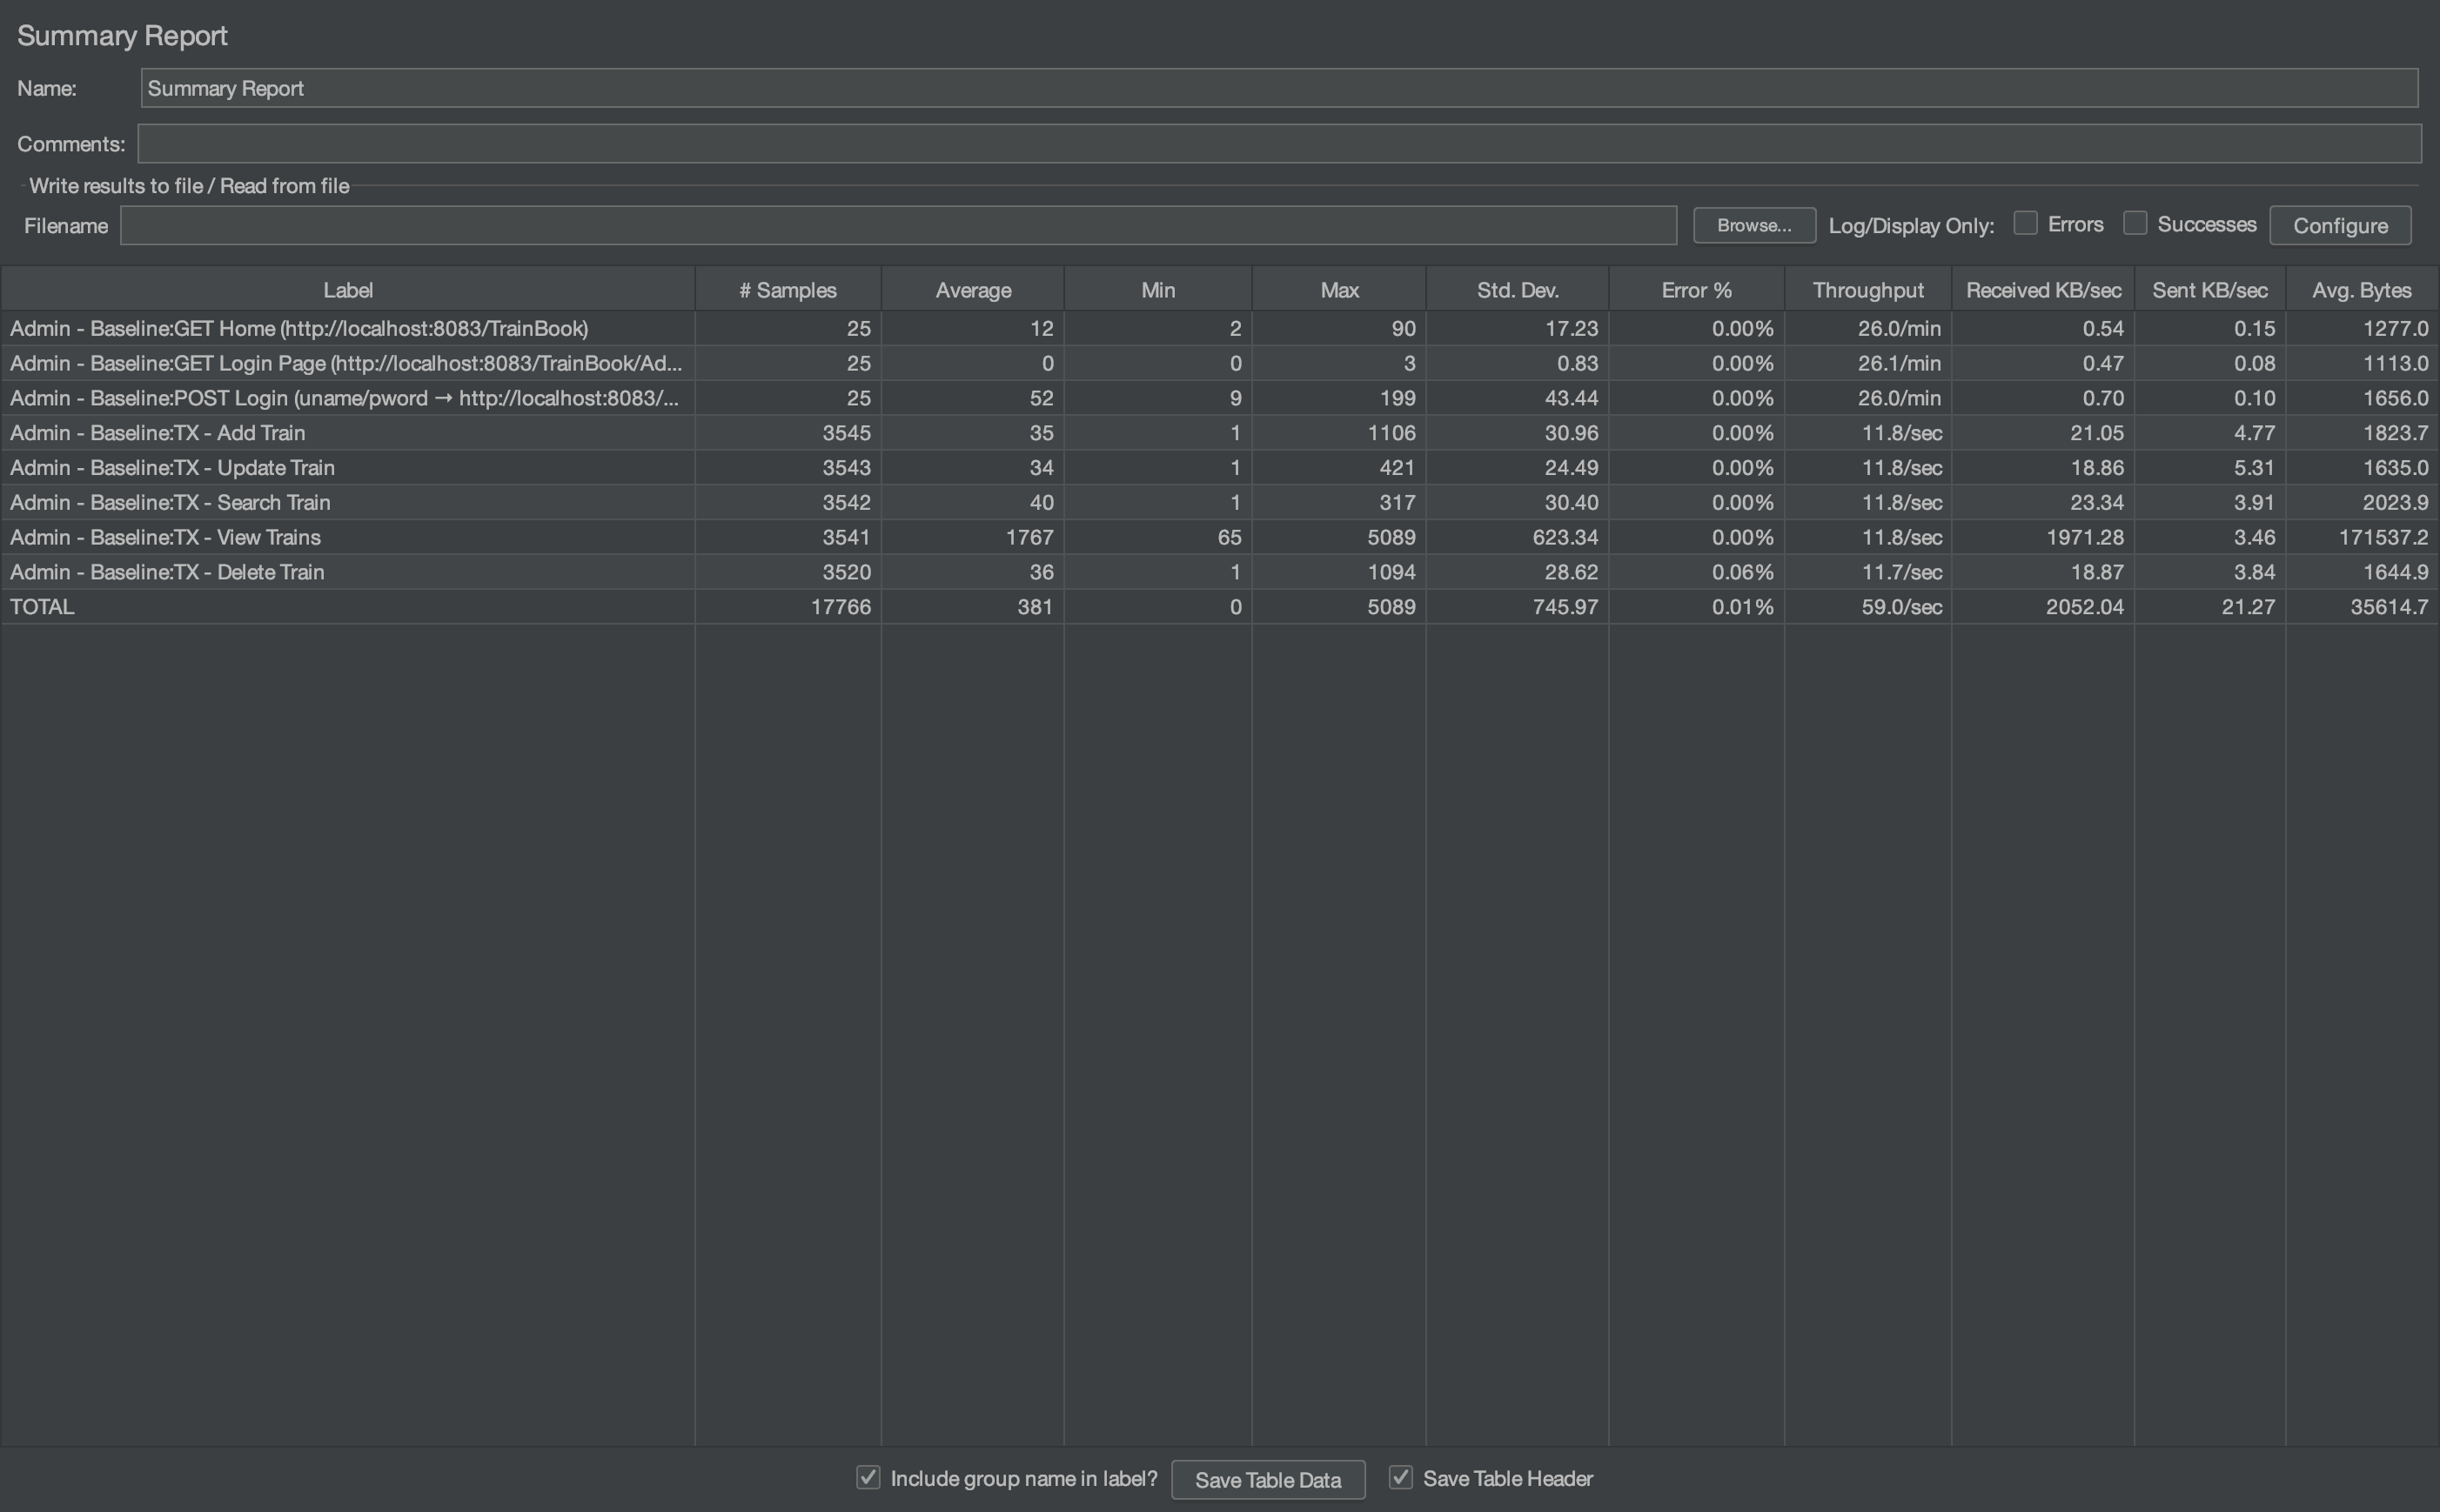 Summary Report
Name: Summary Report
Comments:
Write results to file / Read from file
Filename Browse... Log/Display Only: Errors Successes Configure
Label # Samples Average Min Max Std. Dev. Error % Throughput Received KB/sec Sent KB/sec Avg. Bytes
Admin - Baseline:GET Home (http://localhost:8083/TrainBook) 25 12 2 90 17.23 0.00% 26.0/min 0.54 0.15 1277.0
Admin - Baseline:GET Login Page (http://localhost:8083/TrainBook/Ad... 25 0 0 3 0.83 0.00% 26.1/min 0.47 0.08 1113.0
Admin - Baseline:POST Login (uname/pword → http://localhost:8083/... 25 52 9 199 43.44 0.00% 26.0/min 0.70 0.10 1656.0
Admin - Baseline:TX - Add Train 3545 35 1 1106 30.96 0.00% 11.8/sec 21.05 4.77 1823.7
Admin - Baseline:TX - Update Train 3543 34 1 421 24.49 0.00% 11.8/sec 18.86 5.31 1635.0
Admin - Baseline:TX - Search Train 3542 40 1 317 30.40 0.00% 11.8/sec 23.34 3.91 2023.9
Admin - Baseline:TX - View Trains 3541 1767 65 5089 623.34 0.00% 11.8/sec 1971.28 3.46 171537.2
Admin - Baseline:TX - Delete Train 3520 36 1 1094 28.62 0.06% 11.7/sec 18.87 3.84 1644.9
TOTAL 17766 381 0 5089 745.97 0.01% 59.0/sec 2052.04 21.27 35614.7
Include group name in label? Save Table Data Save Table Header